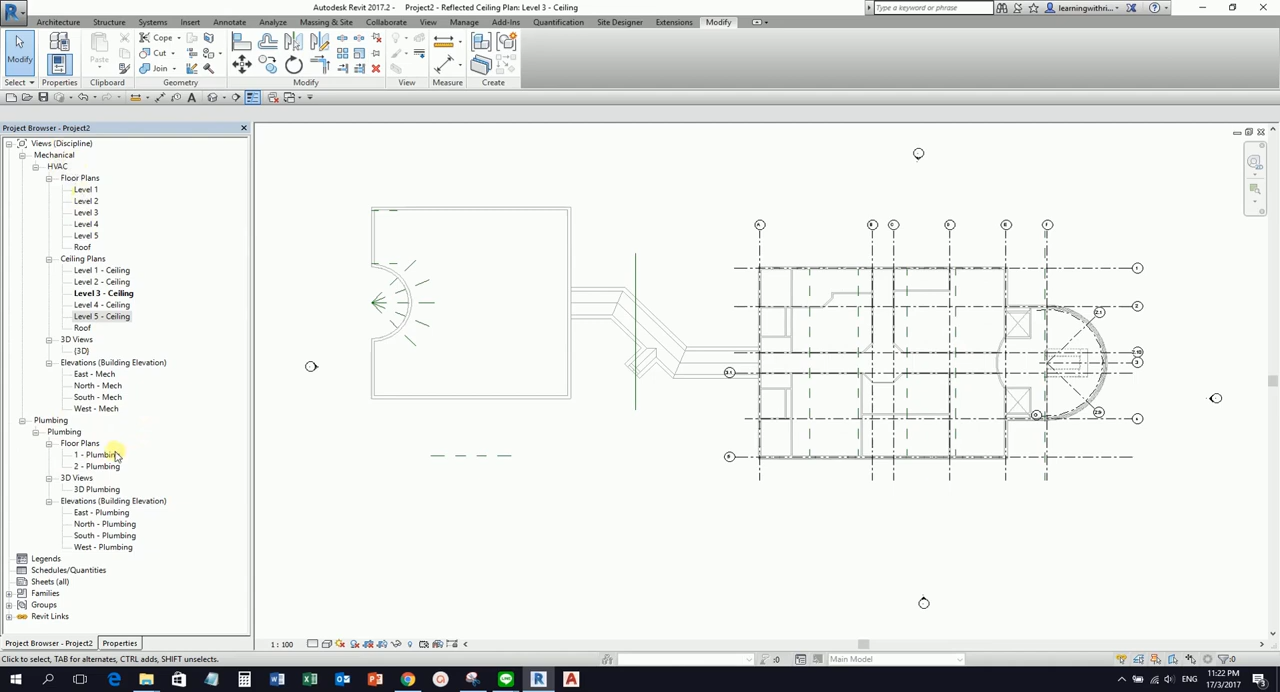 Autodesk Revit 2017.2 - Project2 - Reflected Ceiling Plan: Level 3 - Ceiling
Type a keyword or phrase
learningwithri...
Architecture Structure Systems Insert Annotate Analyze Massing & Site Collaborate View Manage Add-Ins Quantification Site Designer Extensions Modify
Modify
Paste
Cope
Cut
Join
Select Properties Clipboard Geometry Modify View Measure Create
Project Browser - Project2
Views (Discipline)
Mechanical
HVAC
Floor Plans
Level 1
Level 2
Level 3
Level 4
Level 5
Roof
Ceiling Plans
Level 1 - Ceiling
Level 2 - Ceiling
Level 3 - Ceiling
Level 4 - Ceiling
Level 5 - Ceiling
Roof
3D Views
{3D}
Elevations (Building Elevation)
East - Mech
North - Mech
South - Mech
West - Mech
Plumbing
Plumbing
Floor Plans
1 - Plumbing
2 - Plumbing
3D Views
3D Plumbing
Elevations (Building Elevation)
East - Plumbing
North - Plumbing
South - Plumbing
West - Plumbing
Legends
Schedules/Quantities
Sheets (all)
Families
Groups
Revit Links
Project Browser - Project2 Properties
1 : 100
Click to select, TAB for alternates, CTRL adds, SHIFT unselects.
:0
Main Model
:0
ENG
11:22 PM
17/3/2017